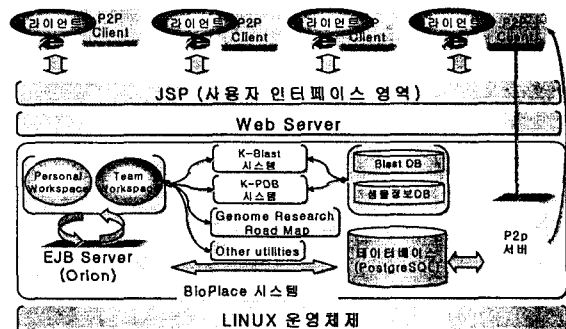 라이언트 P2P Client
라이언트 P2P Client
라이언트 P2P Client
라이언트 P2P Client
JSP (사용자 인터페이스 영역)
Web Server
Personal Workspace
Team Workspace
K-Blast 시스템
K-PDB 시스템
Genome Research Road Map
Other utilities
Blast DB
생물정보DB
EJB Server (Orion)
데이터베이스 (PostgreSQL)
P2p 서버
BioPlace 시스템
LINUX 운영체제